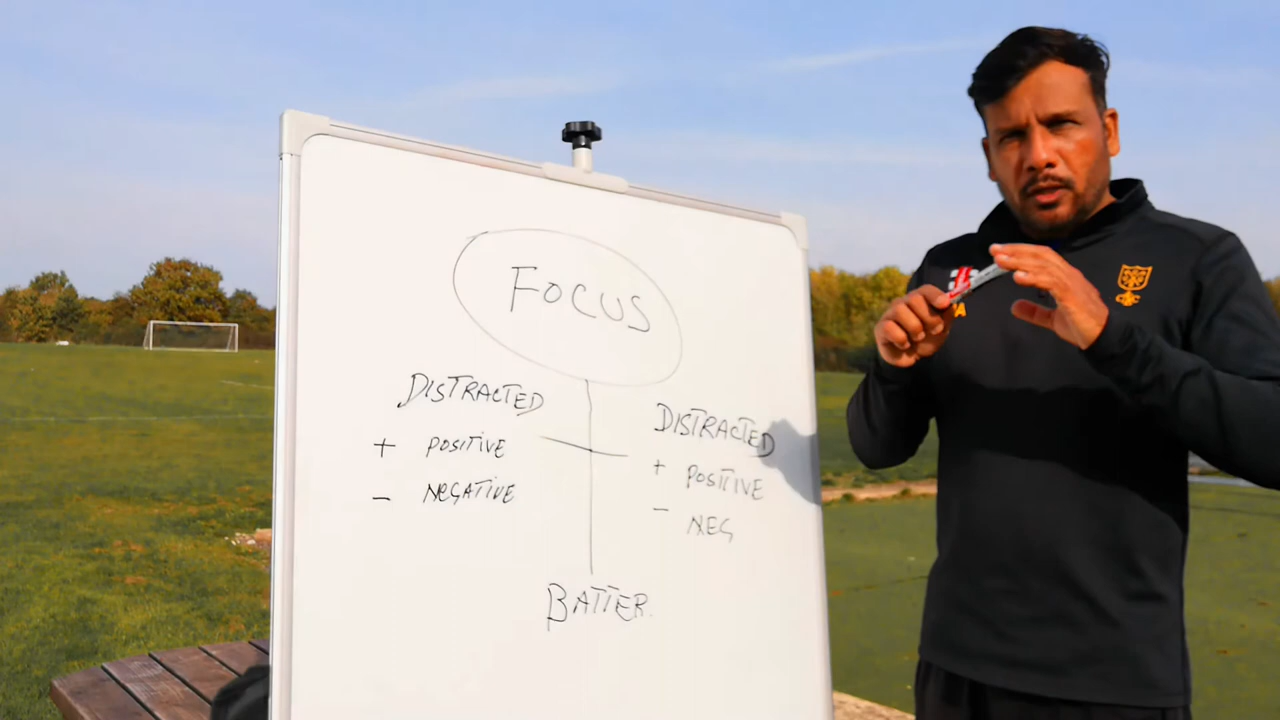 FOCUS
DISTRACTED
+ POSITIVE
- NEGATIVE
DISTRACTED
+ POSITIVE
- NEG
BATTER.